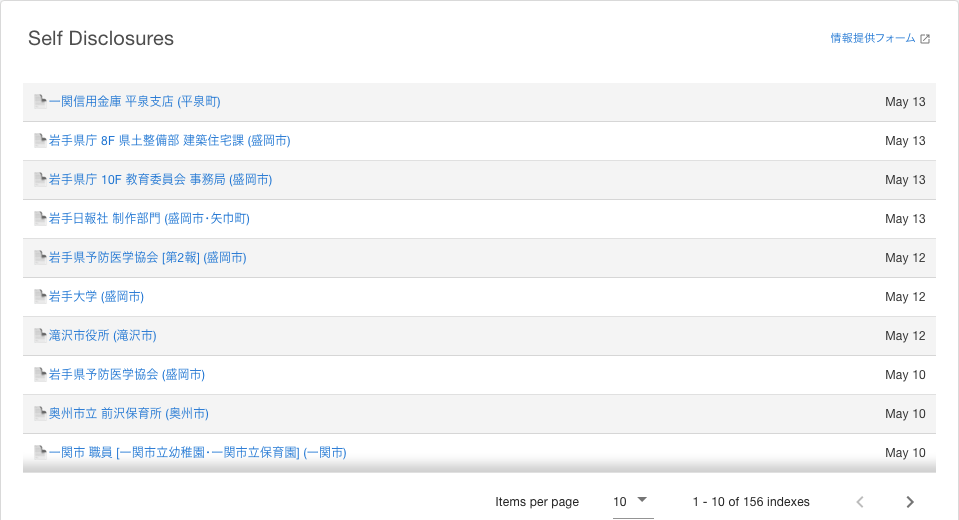 Self Disclosures
情報提供フォーム
一関信用金庫 平泉支店 (平泉町) May 13
岩手県庁 8F 県土整備部 建築住宅課 (盛岡市) May 13
岩手県庁 10F 教育委員会 事務局 (盛岡市) May 13
岩手日報社 制作部門 (盛岡市･矢巾町) May 13
岩手県予防医学協会 [第2報] (盛岡市) May 12
岩手大学 (盛岡市) May 12
滝沢市役所 (滝沢市) May 12
岩手県予防医学協会 (盛岡市) May 10
奥州市立 前沢保育所 (奥州市) May 10
一関市 職員 [一関市立幼稚園･一関市立保育園] (一関市) May 10
Items per page 10 1 - 10 of 156 indexes